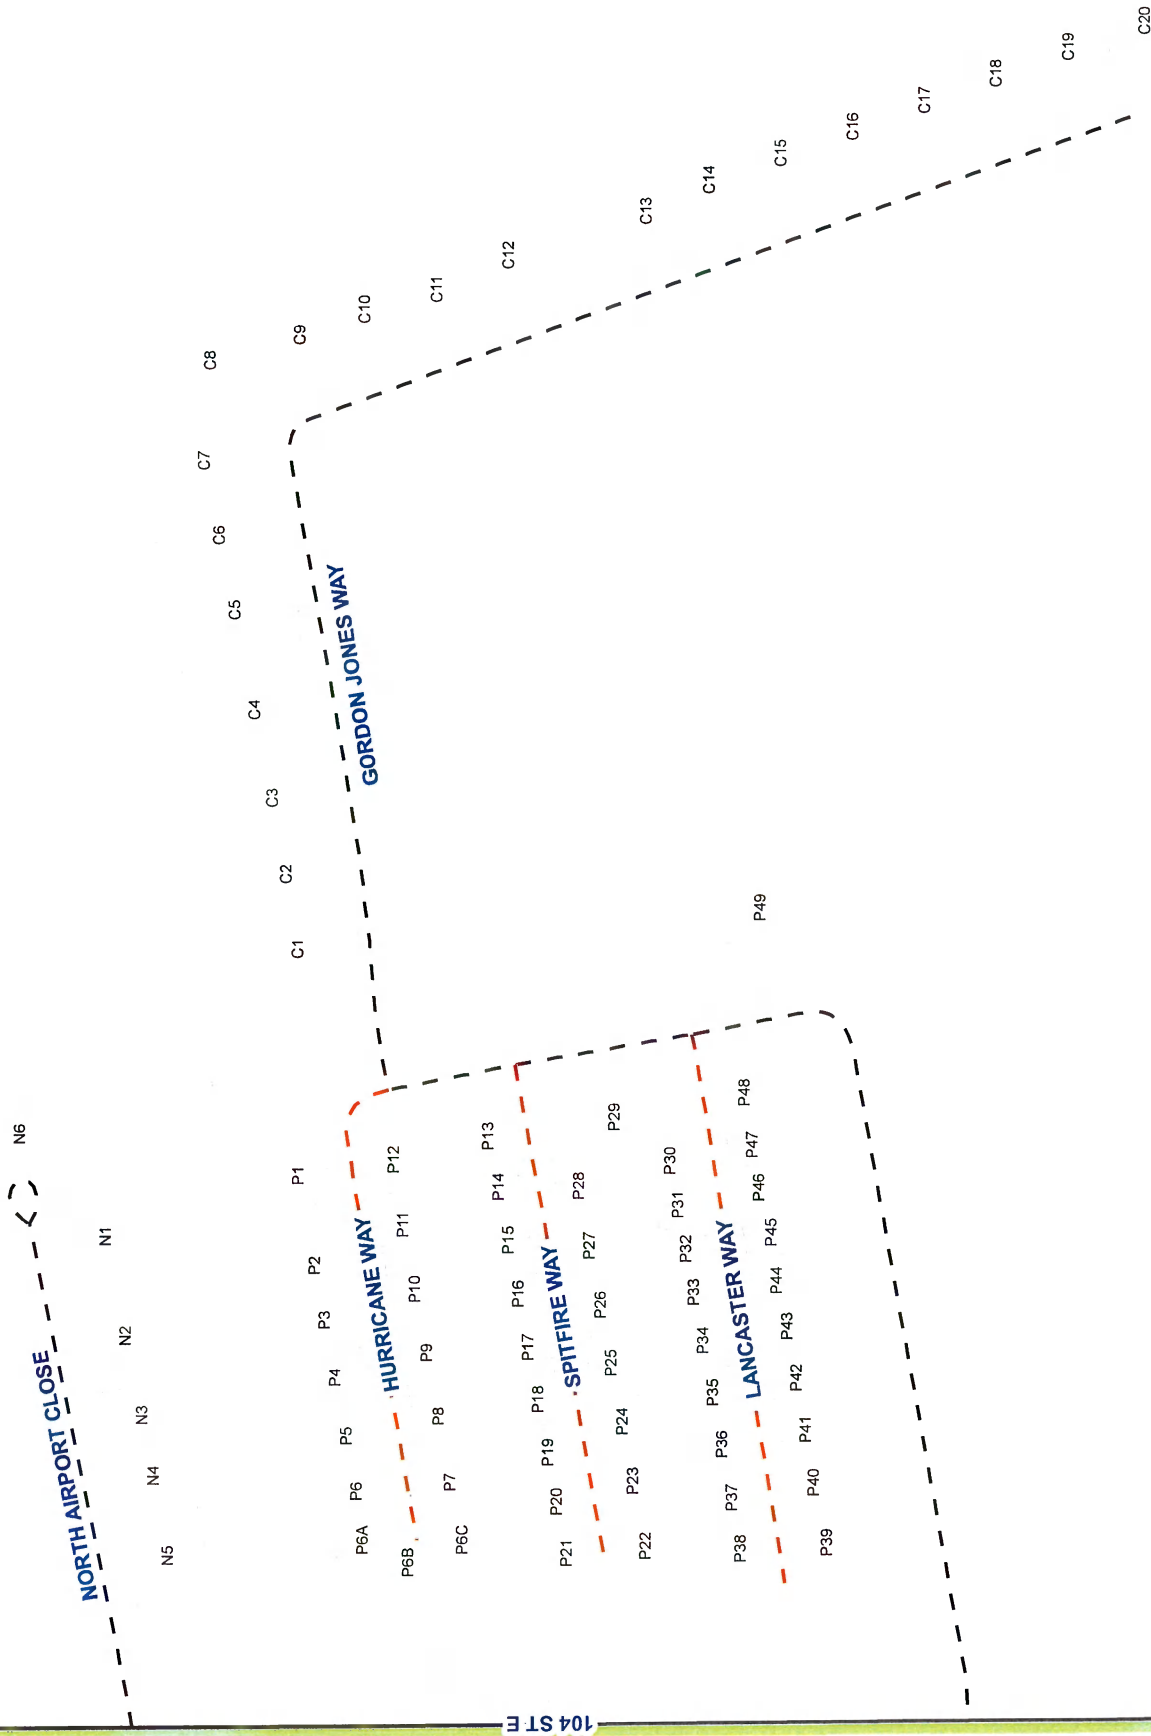 NORTH AIRPORT CLOSE
N6
N1
N2
N3
N4
N5
GORDON JONES WAY
C1
C2
C3
C4
C5
C6
C7
C8
C9
C10
C11
C12
C13
C14
C15
C16
C17
C18
C19
C20
HURRICANE WAY
P1
P2
P3
P4
P5
P6
P6A
P6B
P6C
P7
P8
P9
P10
P11
P12
SPITFIRE WAY
P13
P14
P15
P16
P17
P18
P19
P20
P21
P22
P23
P24
P25
P26
P27
P28
P29
LANCASTER WAY
P30
P31
P32
P33
P34
P35
P36
P37
P38
P39
P40
P41
P42
P43
P44
P45
P46
P47
P48
P49
104 ST E